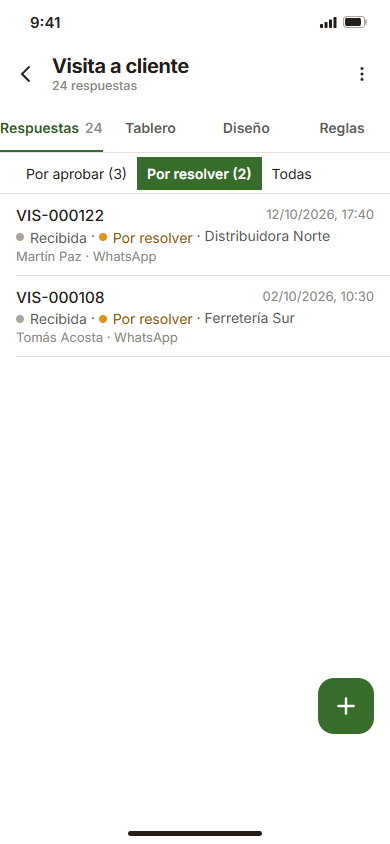 9:41
Visita a cliente
24 respuestas
Respuestas 24 Tablero Diseño Reglas
Por aprobar (3) Por resolver (2) Todas
VIS-000122 12/10/2026, 17:40
Recibida · Por resolver · Distribuidora Norte
Martín Paz · WhatsApp
VIS-000108 02/10/2026, 10:30
Recibida · Por resolver · Ferretería Sur
Tomás Acosta · WhatsApp